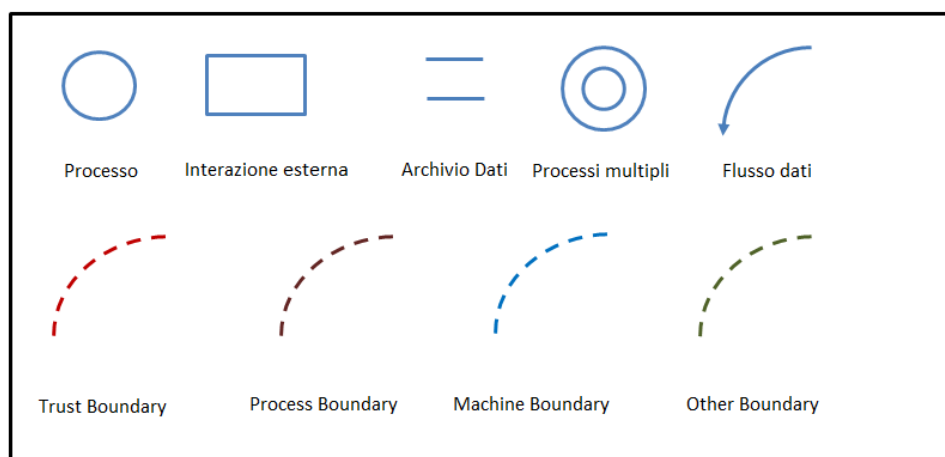 Processo
Interazione esterna
Archivio Dati
Processi multipli
Flusso dati
Trust Boundary
Process Boundary
Machine Boundary
Other Boundary